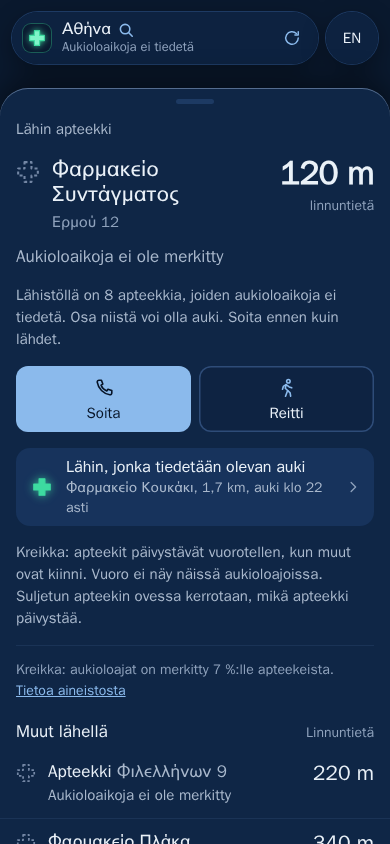 Αθήνα
Aukioloaikoja ei tiedetä
EN
Lähin apteekki
Φαρμακείο
Συντάγματος
120 m
Ερμού 12
linnuntietä
Aukioloaikoja ei ole merkitty
Lähistöllä on 8 apteekkia, joiden aukioloaikoja ei
tiedetä. Osa niistä voi olla auki. Soita ennen kuin
lähdet.
Soita
Reitti
Lähin, jonka tiedetään olevan auki
Φαρμακείο Κουκάκι, 1,7 km, auki klo 22
asti
Kreikka: apteekit päivystävät vuorotellen, kun muut
ovat kiinni. Vuoro ei näy näissä aukioloajoissa.
Suljetun apteekin ovessa kerrotaan, mikä apteekki
päivystää.
Kreikka: aukioloajat on merkitty 7 %:lle apteekeista.
Tietoa aineistosta
Muut lähellä
Linnuntietä
Apteekki Φιλελλήνων 9
220 m
Aukioloaikoja ei ole merkitty
Φαρμακείο Πλάκα
340 m